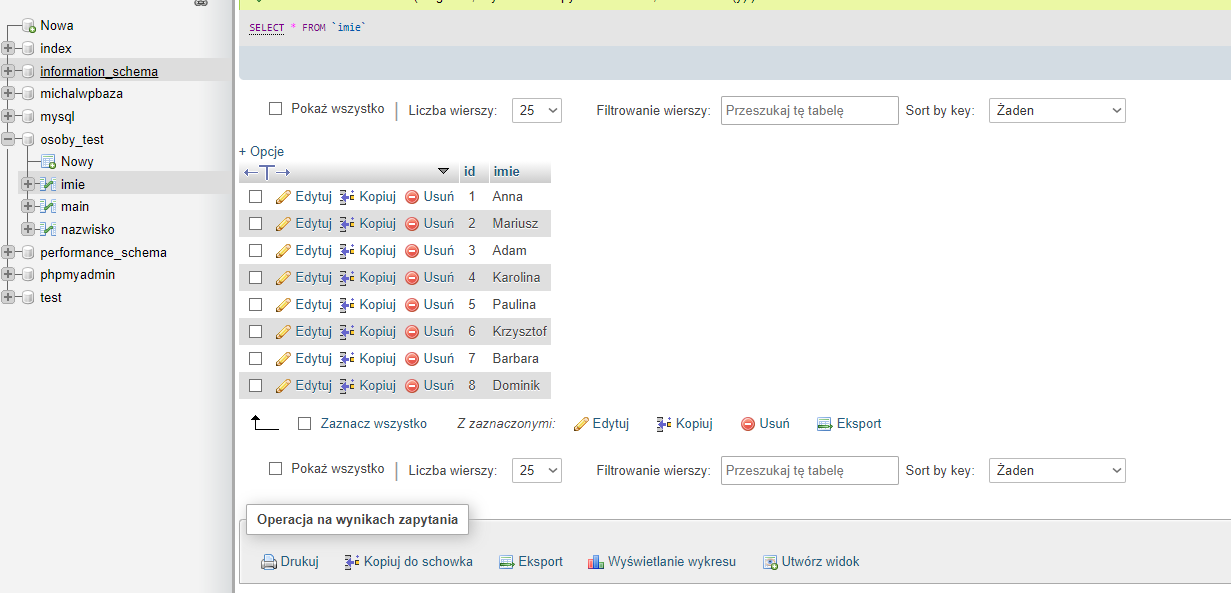 SELECT * FROM `imie`
Nowa
index
information_schema
michalwpbaza
mysql
osoby_test
Nowy
imie
main
nazwisko
performance_schema
phpmyadmin
test
Pokaż wszystko | Liczba wierszy: 25 Filtrowanie wierszy: Przeszukaj tę tabelę Sort by key: Żaden
+ Opcje
←T→ id imie
Edytuj Kopiuj Usuń 1 Anna
Edytuj Kopiuj Usuń 2 Mariusz
Edytuj Kopiuj Usuń 3 Adam
Edytuj Kopiuj Usuń 4 Karolina
Edytuj Kopiuj Usuń 5 Paulina
Edytuj Kopiuj Usuń 6 Krzysztof
Edytuj Kopiuj Usuń 7 Barbara
Edytuj Kopiuj Usuń 8 Dominik
Zaznacz wszystko Z zaznaczonymi: Edytuj Kopiuj Usuń Eksport
Pokaż wszystko | Liczba wierszy: 25 Filtrowanie wierszy: Przeszukaj tę tabelę Sort by key: Żaden
Operacja na wynikach zapytania
Drukuj Kopiuj do schowka Eksport Wyświetlanie wykresu Utwórz widok